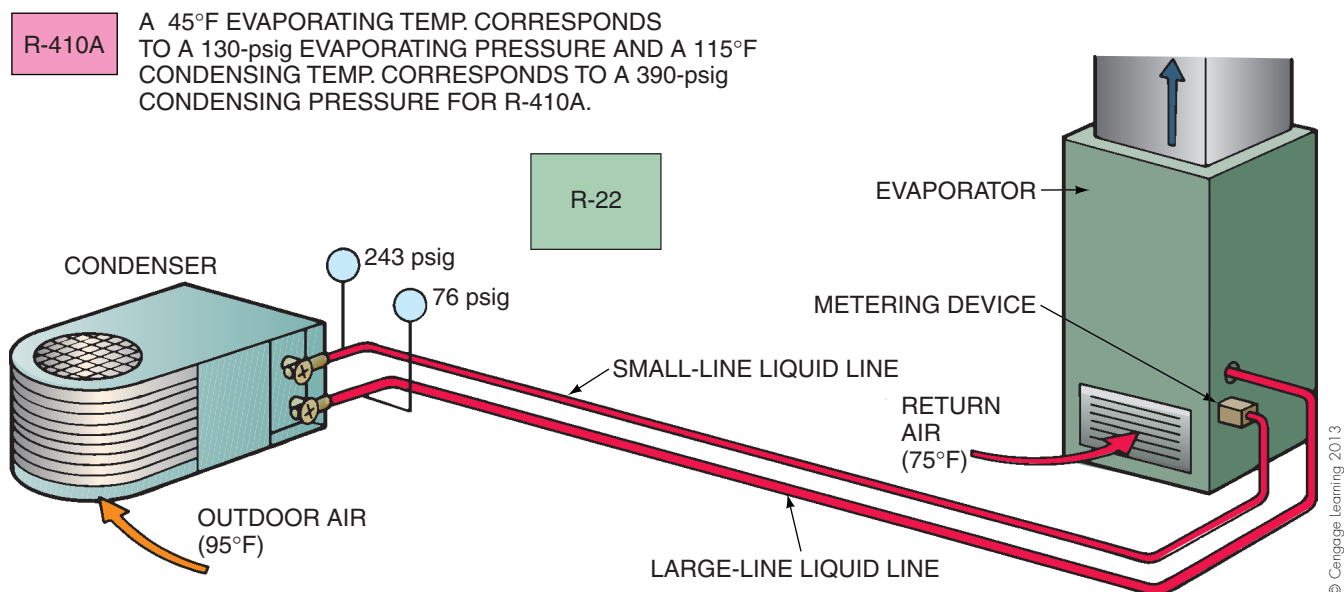 R-410A
A 45°F EVAPORATING TEMP. CORRESPONDS
TO A 130-psig EVAPORATING PRESSURE AND A 115°F
CONDENSING TEMP. CORRESPONDS TO A 390-psig
CONDENSING PRESSURE FOR R-410A.
R-22
EVAPORATOR
243 psig
CONDENSER
76 psig
METERING DEVICE
SMALL-LINE LIQUID LINE
RETURN
AIR
(75°F)
OUTDOOR AIR
(95°F)
LARGE-LINE LIQUID LINE
© Cengage Learning 2013